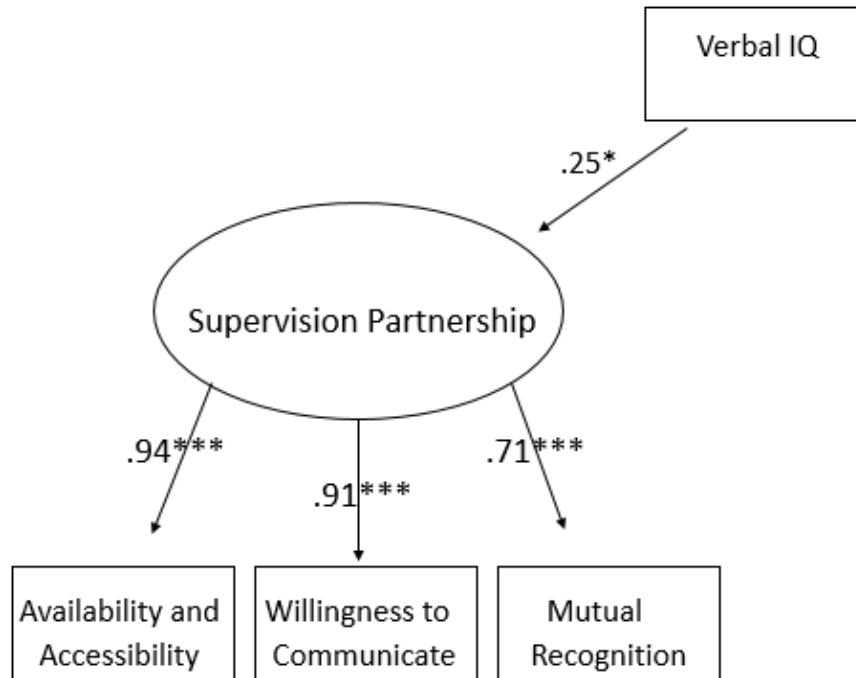 Verbal IQ
.25*
Supervision Partnership
.94***
.91***
.71***
Availability and
Accessibility
Willingness to
Communicate
Mutual
Recognition